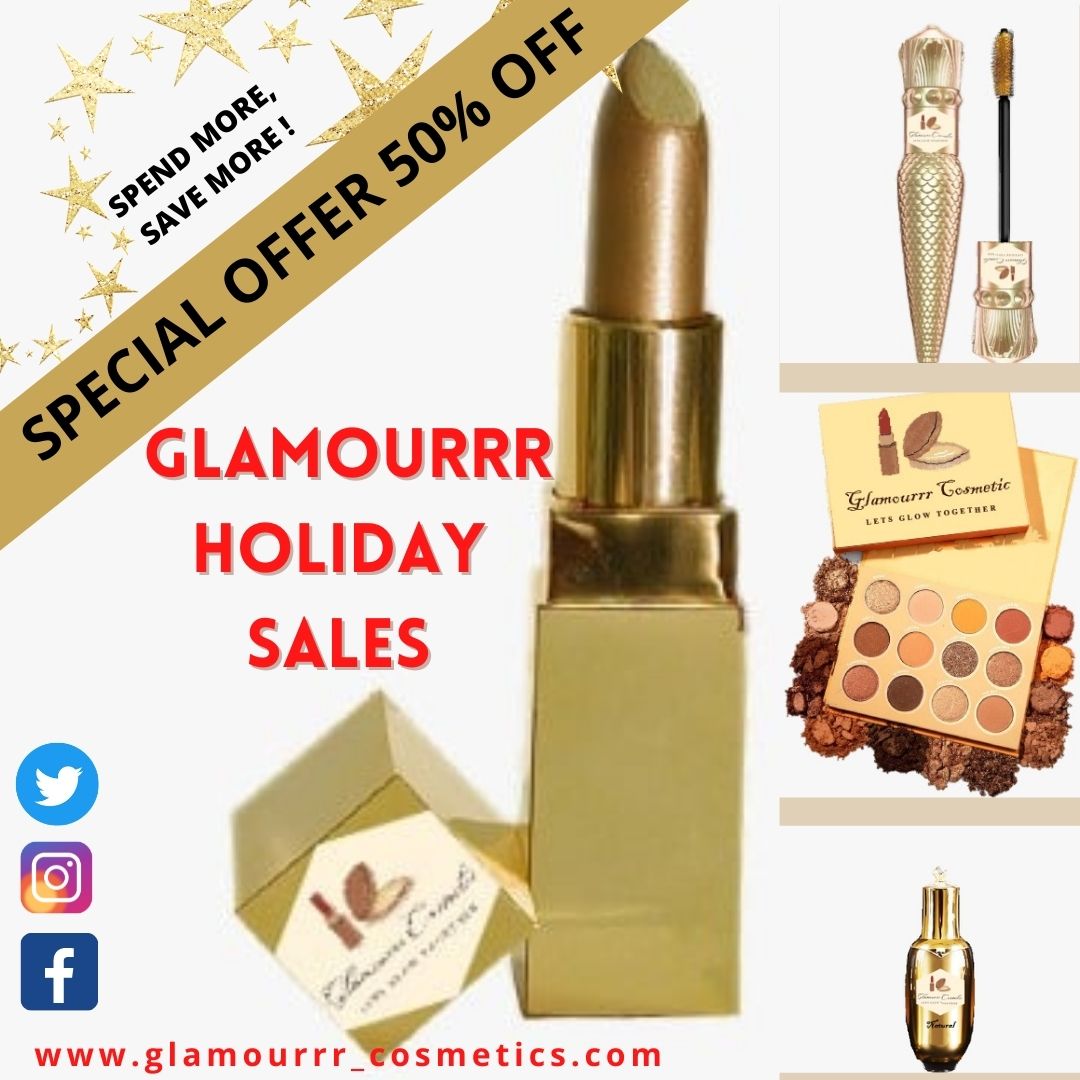 SPEND MORE,
SAVE MORE !
SPECIAL OFFER 50% OFF
GLAMOURRR
HOLIDAY
SALES
Glamourrr Cosmetic
LETS GLOW TOGETHER
Natural
www.glamourrr_cosmetics.com